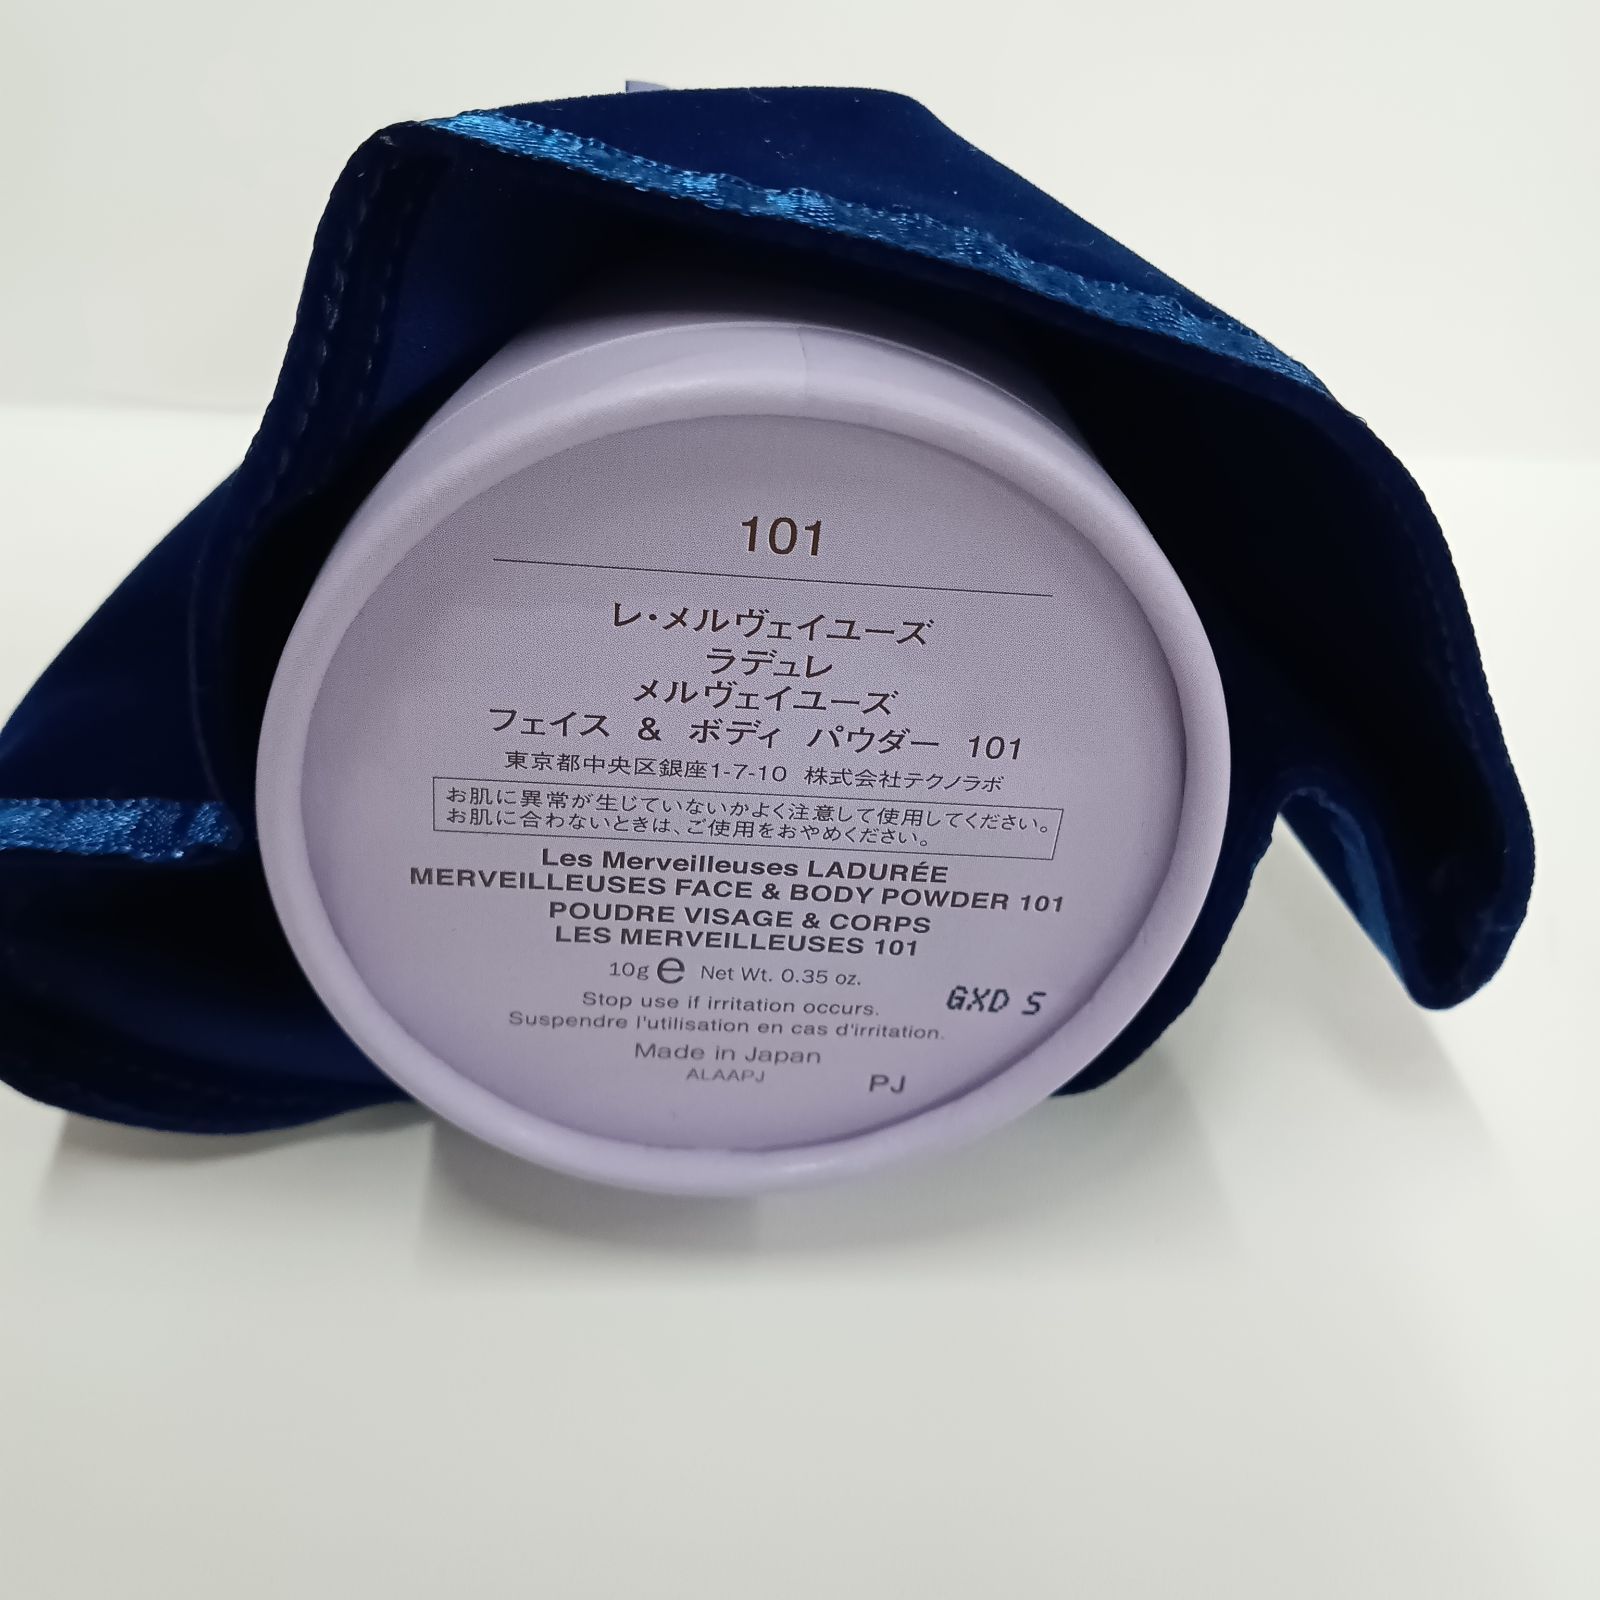 101
レ・メルヴェイユーズ
ラデュレ
メルヴェイユーズ
フェイス & ボディ パウダー 101
東京都中央区銀座1-7-10 株式会社テクノラボ
お肌に異常が生じていないかよく注意して使用してください。
お肌に合わないときは、ご使用をおやめください。
Les Merveilleuses LADURÉE
MERVEILLEUSES FACE & BODY POWDER 101
POUDRE VISAGE & CORPS
LES MERVEILLEUSES 101
10g ℮ Net Wt. 0.35 oz.
Stop use if irritation occurs.
GXD 5
Suspendre l'utilisation en cas d'irritation.
Made in Japan
ALAAPJ
PJ